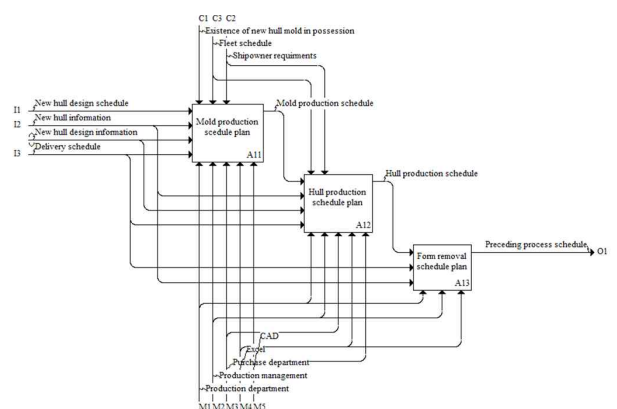 C1 C3 C2
Existence of new hull mold in possession
Fleet schedule
Shipowner requirments
I1
New hull design schedule
Mold production schedule
I2
New hull information
Mold production
scedule plan
New hull design information
I3
Delivery schedule
A11
Hull production schedule
Hull production
schedule plan
A12
Preceding process schedule
O1
Form removal
schedule plan
A13
CAD
Excel
Purchase department
Production management
Production department
M1 M2 M3 M4 M5